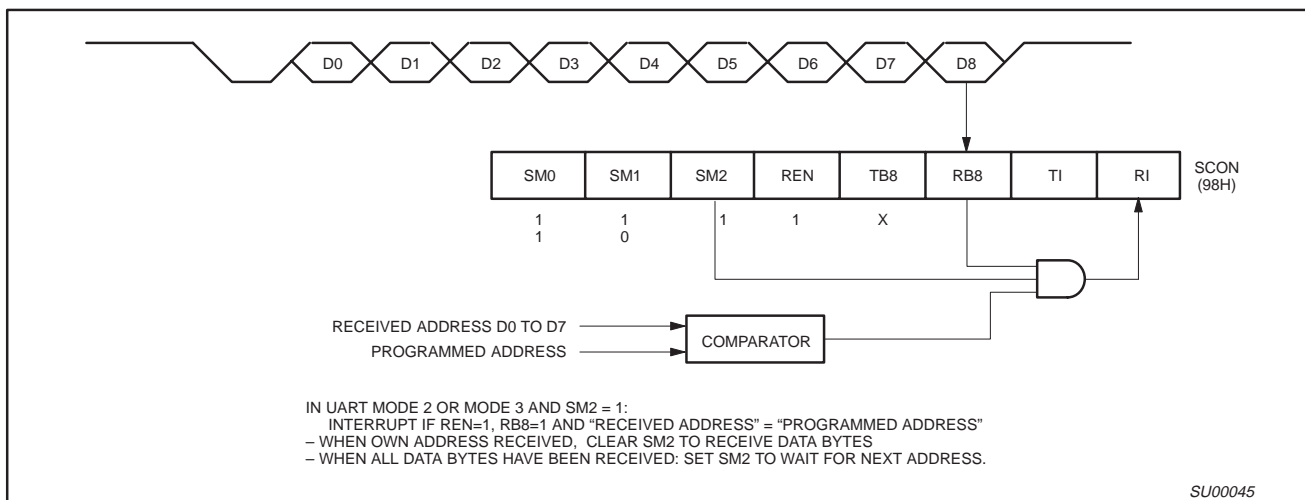 D0 D1 D2 D3 D4 D5 D6 D7 D8
SM0 SM1 SM2 REN TB8 RB8 TI RI
SCON
(98H)
1 1 1 1 X
1 0
RECEIVED ADDRESS D0 TO D7
PROGRAMMED ADDRESS
COMPARATOR
IN UART MODE 2 OR MODE 3 AND SM2 = 1:
INTERRUPT IF REN=1, RB8=1 AND “RECEIVED ADDRESS” = “PROGRAMMED ADDRESS”
– WHEN OWN ADDRESS RECEIVED, CLEAR SM2 TO RECEIVE DATA BYTES
– WHEN ALL DATA BYTES HAVE BEEN RECEIVED: SET SM2 TO WAIT FOR NEXT ADDRESS.
SU00045